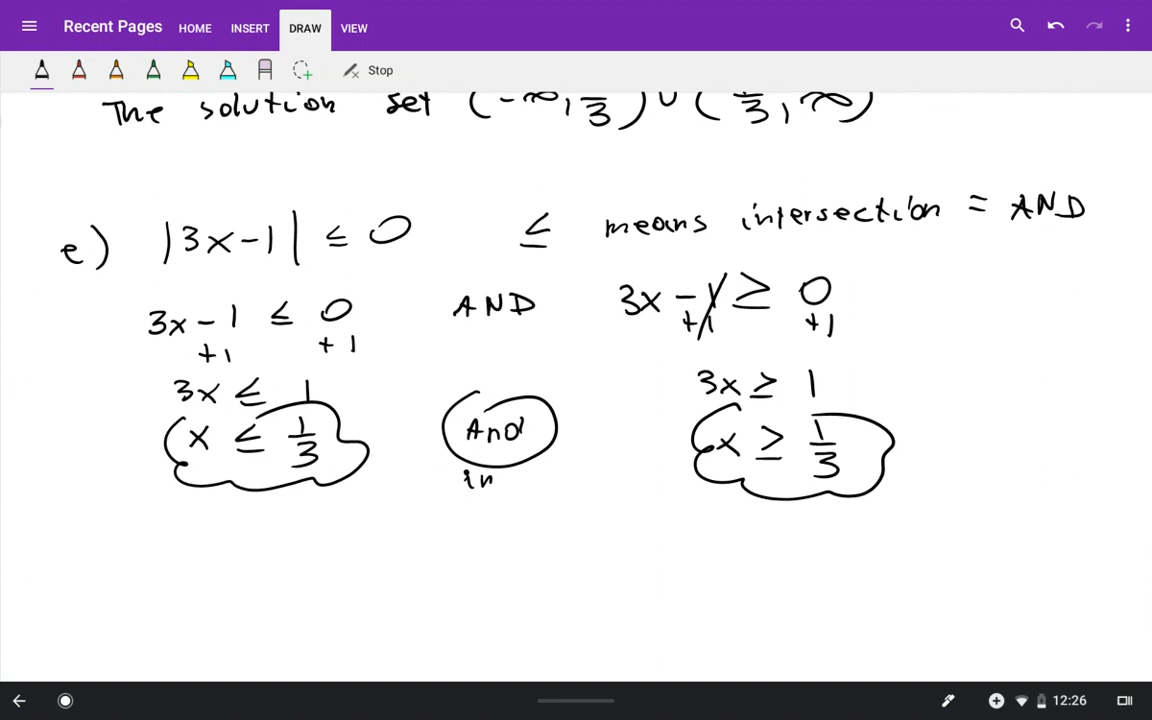 Recent Pages HOME INSERT DRAW VIEW
Stop
The solution set (-∞, 1/3) ∪ (1/3, ∞)
e) |3x-1| ≤ 0 ≤ means intersection = AND
3x-1 ≤ 0 AND 3x-1 ≥ 0
+1 +1 +1 +1
3x ≤ 1 3x ≥ 1
x ≤ 1/3 And x ≥ 1/3
in
12:26